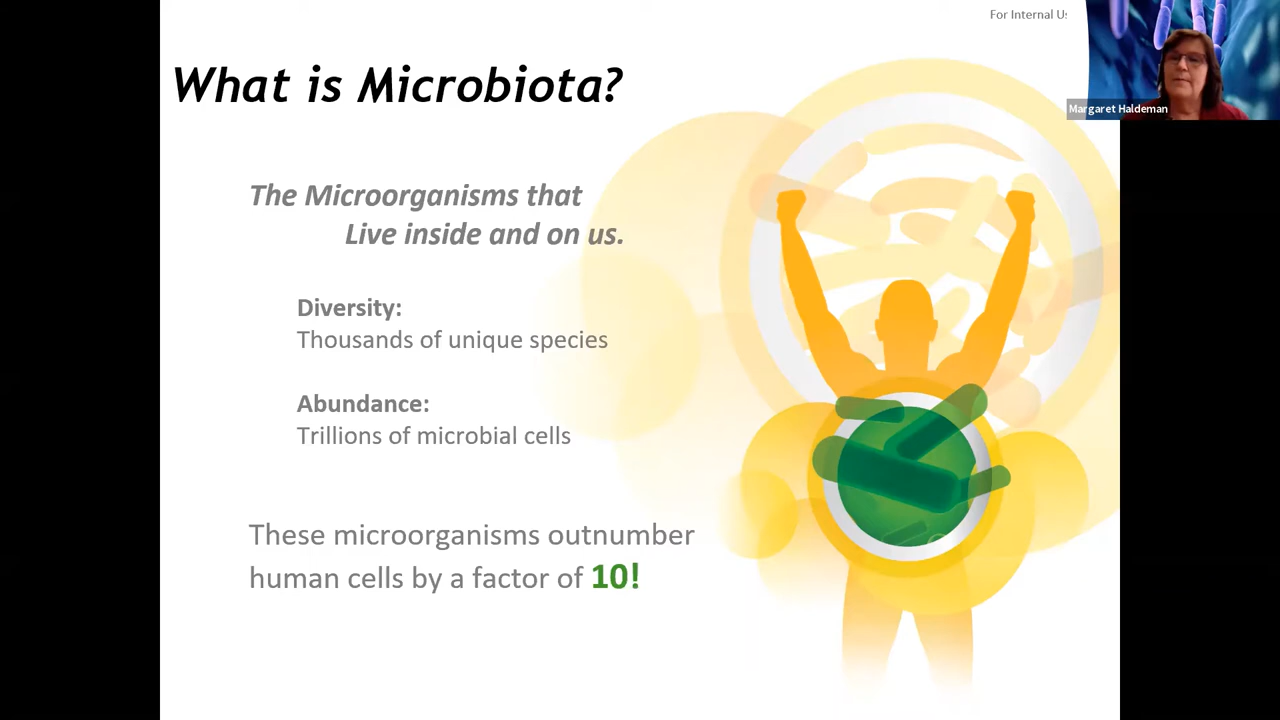 For Internal Us
What is Microbiota?
Margaret Haldeman
The Microorganisms that
Live inside and on us.
Diversity:
Thousands of unique species
Abundance:
Trillions of microbial cells
These microorganisms outnumber
human cells by a factor of 10!